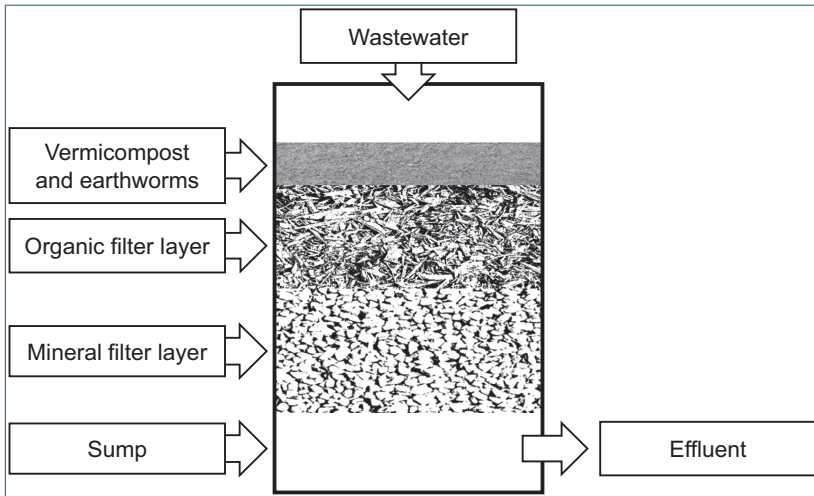 Wastewater
Vermicompost
and earthworms
Organic filter layer
Mineral filter layer
Sump
Effluent